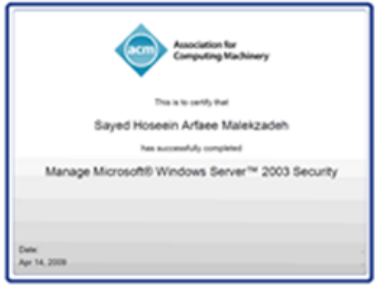 acm
Association for
Computing Machinery
This is to certify that
Sayed Hoseein Arfaee Malekzadeh
has successfully completed
Manage Microsoft® Windows Server™ 2003 Security
Date:
Apr 14, 2009